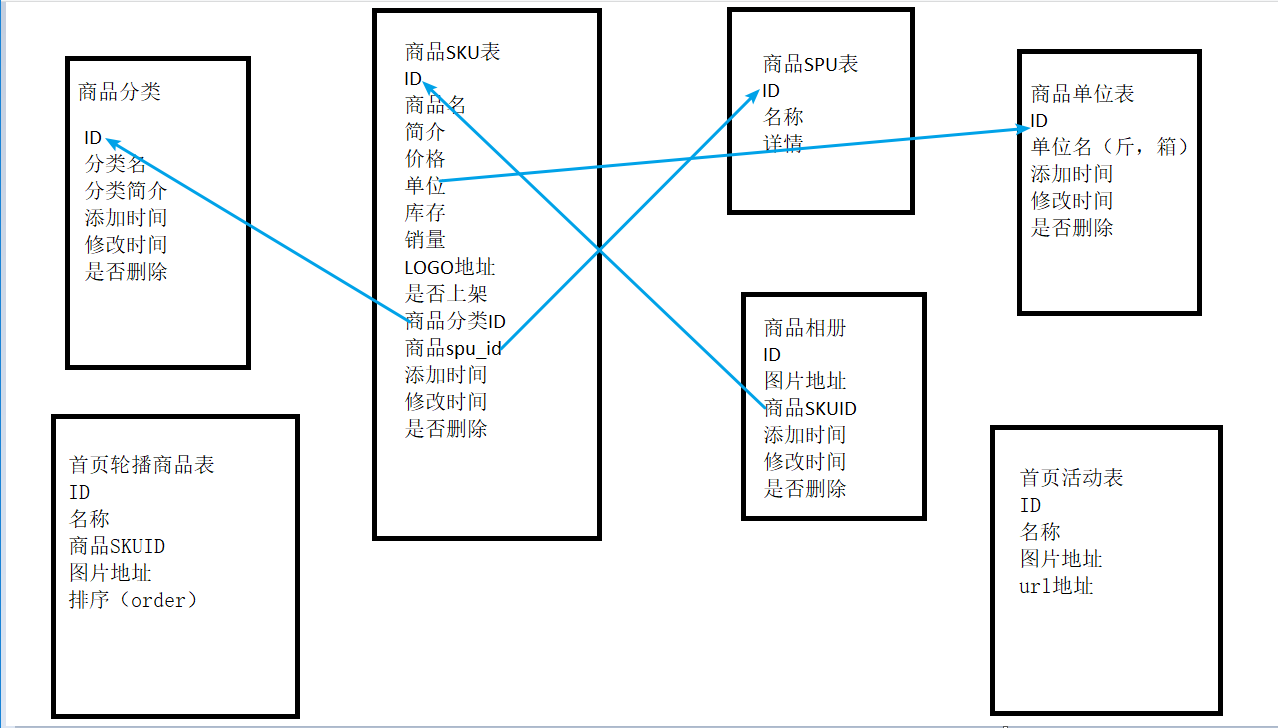 商品分类
ID
分类名
分类简介
添加时间
修改时间
是否删除
商品SKU表
ID
商品名
简介
价格
单位
库存
销量
LOGO地址
是否上架
商品分类ID
商品spu_id
添加时间
修改时间
是否删除
商品SPU表
ID
名称
详情
商品单位表
ID
单位名（斤，箱）
添加时间
修改时间
是否删除
首页轮播商品表
ID
名称
商品SKUID
图片地址
排序（order）
商品相册
ID
图片地址
商品SKUID
添加时间
修改时间
是否删除
首页活动表
ID
名称
图片地址
url地址